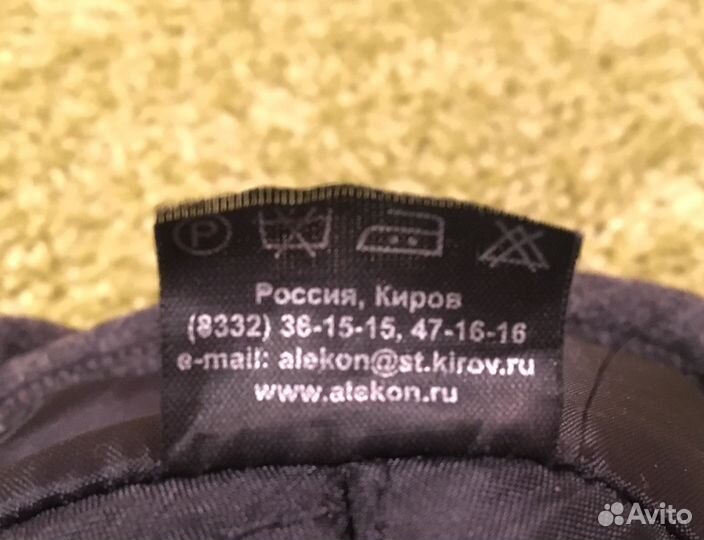 P
Россия, Киров
(8332) 36-15-15, 47-16-16
e-mail: alekon@st.kirov.ru
www.alekon.ru
Avito